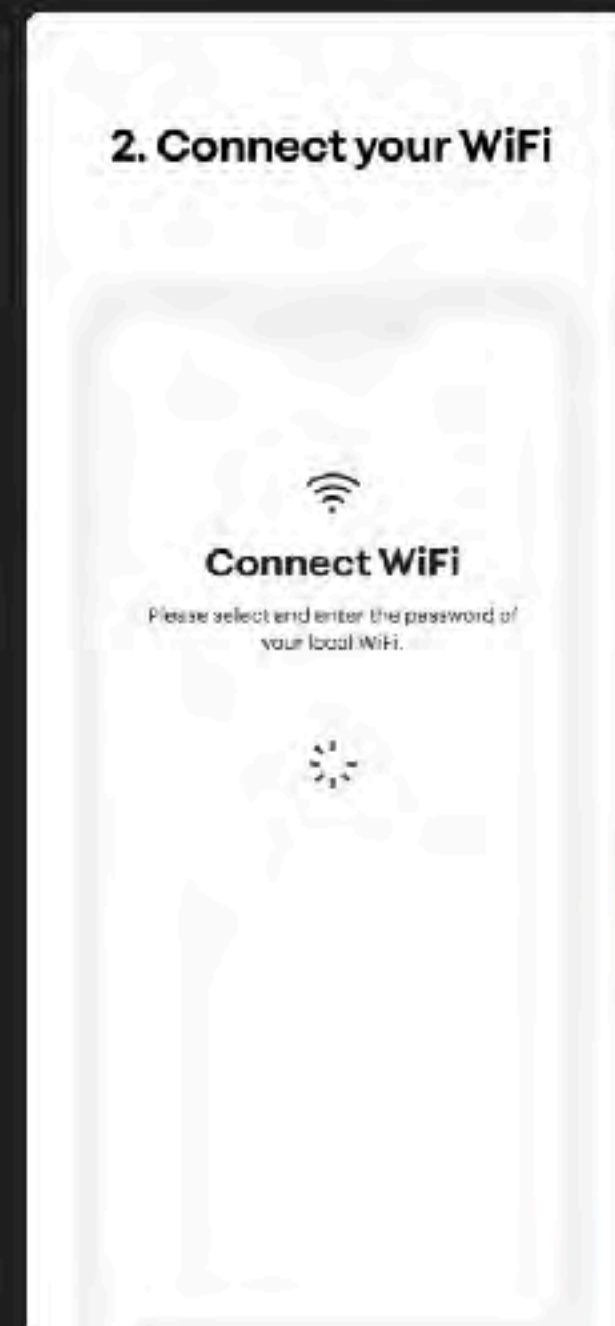 2. Connect your WiFi
Connect WiFi
Please select and enter the password of
your local WiFi.